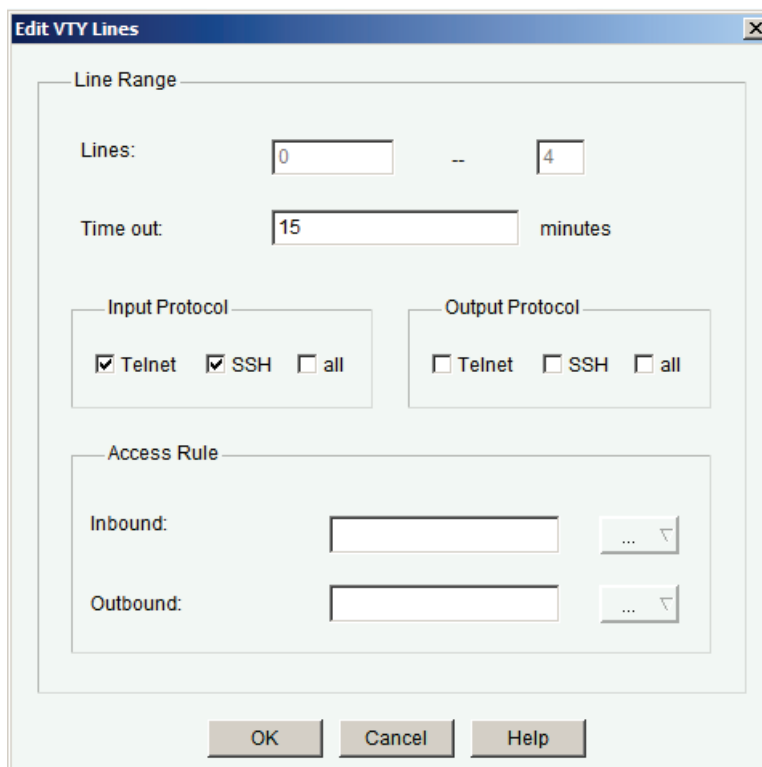 Edit VTY Lines
Line Range
Lines: 0 -- 4
Time out: 15 minutes
Input Protocol
Telnet SSH all
Output Protocol
Telnet SSH all
Access Rule
Inbound: ...
Outbound: ...
OK Cancel Help